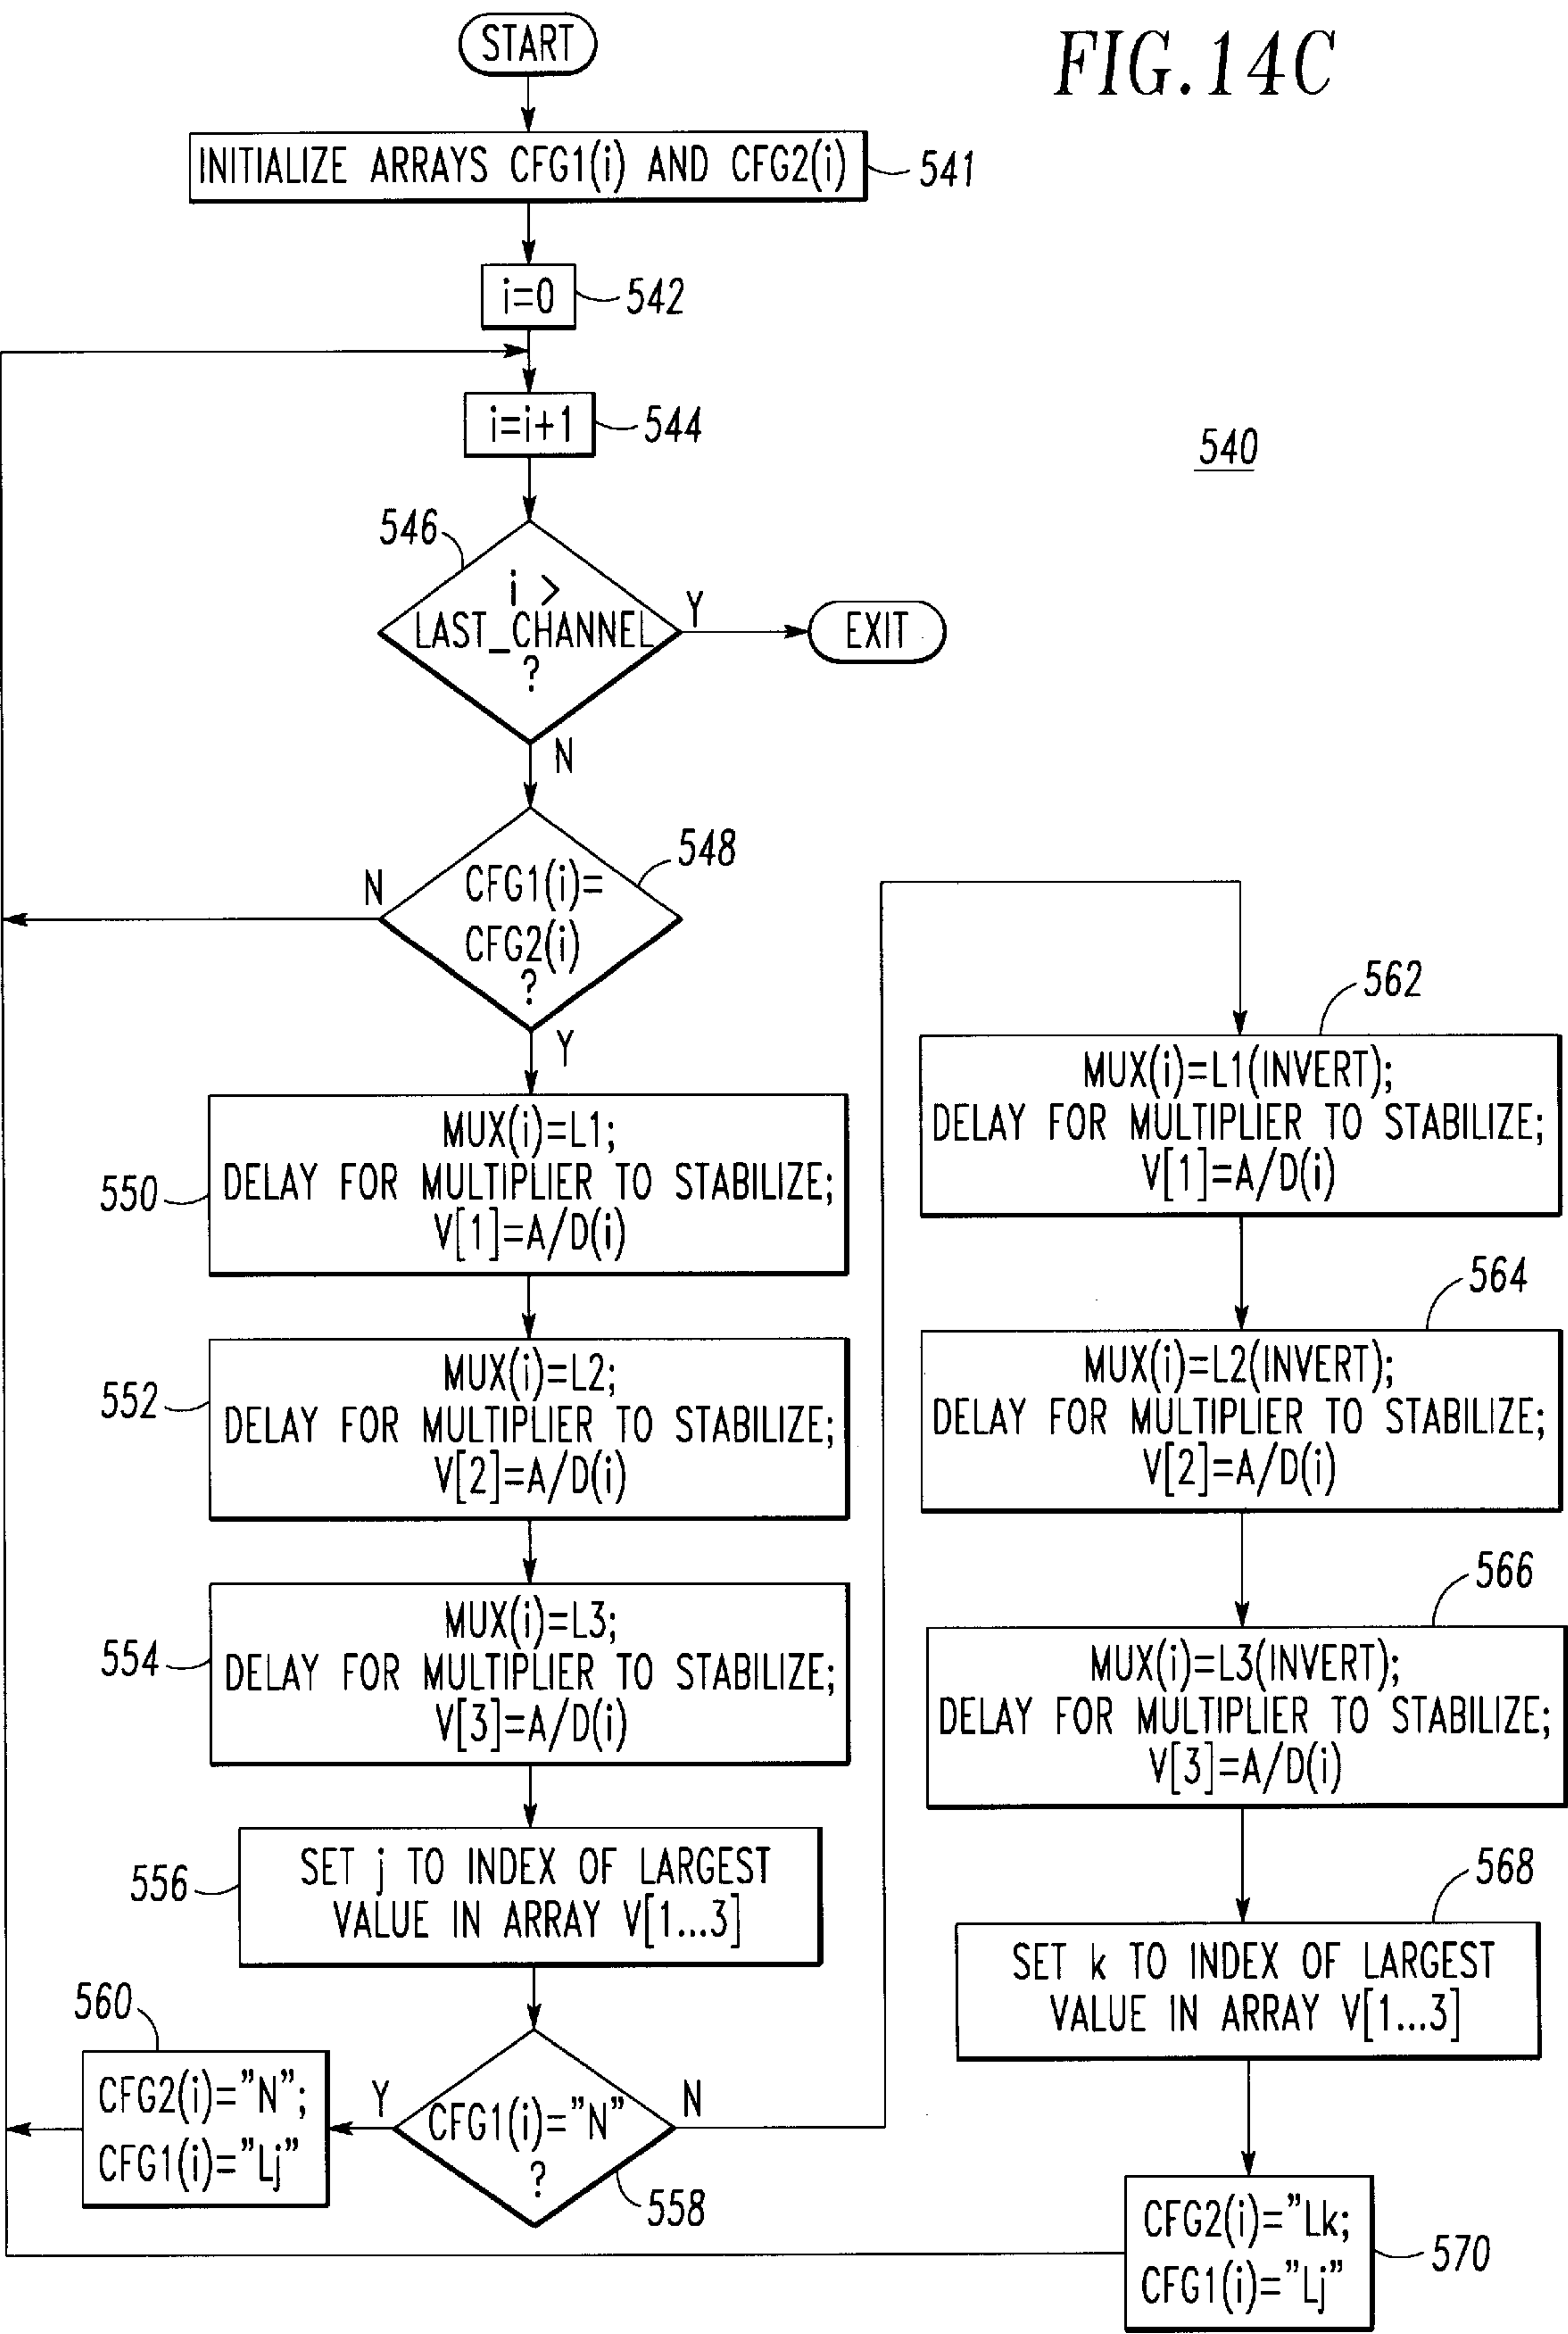 FIG.14C
START
INITIALIZE ARRAYS CFG1(i) AND CFG2(i)
541
i=0
542
i=i+1
544
540
546
i >
LAST_CHANNEL
?
Y
EXIT
N
548
CFG1(i)=
CFG2(i)
?
N
Y
550
MUX(i)=L1;
DELAY FOR MULTIPLIER TO STABILIZE;
V[1]=A/D(i)
552
MUX(i)=L2;
DELAY FOR MULTIPLIER TO STABILIZE;
V[2]=A/D(i)
554
MUX(i)=L3;
DELAY FOR MULTIPLIER TO STABILIZE;
V[3]=A/D(i)
556
SET j TO INDEX OF LARGEST
VALUE IN ARRAY V[1...3]
558
CFG1(i)="N"
?
Y
N
560
CFG2(i)="N";
CFG1(i)="Lj"
562
MUX(i)=L1(INVERT);
DELAY FOR MULTIPLIER TO STABILIZE;
V[1]=A/D(i)
564
MUX(i)=L2(INVERT);
DELAY FOR MULTIPLIER TO STABILIZE;
V[2]=A/D(i)
566
MUX(i)=L3(INVERT);
DELAY FOR MULTIPLIER TO STABILIZE;
V[3]=A/D(i)
568
SET k TO INDEX OF LARGEST
VALUE IN ARRAY V[1...3]
570
CFG2(i)="Lk;
CFG1(i)="Lj"